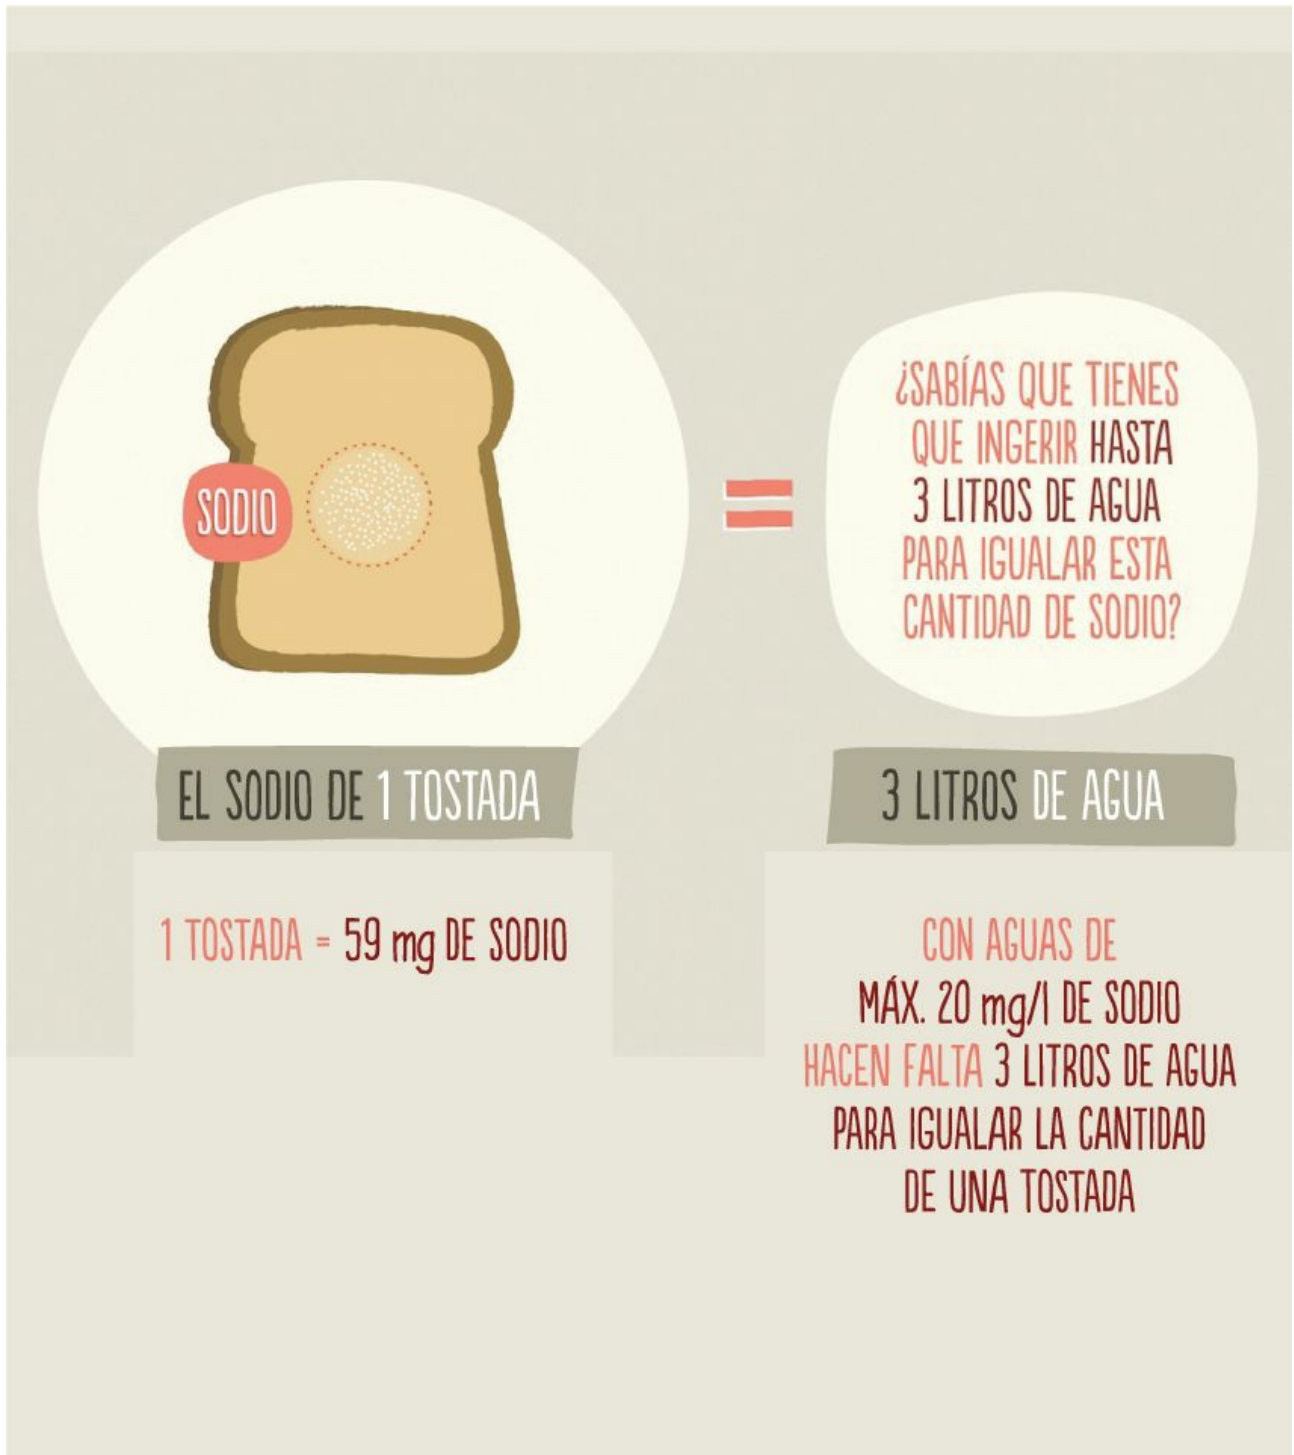 SODIO
¿SABÍAS QUE TIENES
QUE INGERIR HASTA
3 LITROS DE AGUA
PARA IGUALAR ESTA
CANTIDAD DE SODIO?
EL SODIO DE 1 TOSTADA
3 LITROS DE AGUA
1 TOSTADA = 59 mg DE SODIO
CON AGUAS DE
MÁX. 20 mg/l DE SODIO
HACEN FALTA 3 LITROS DE AGUA
PARA IGUALAR LA CANTIDAD
DE UNA TOSTADA